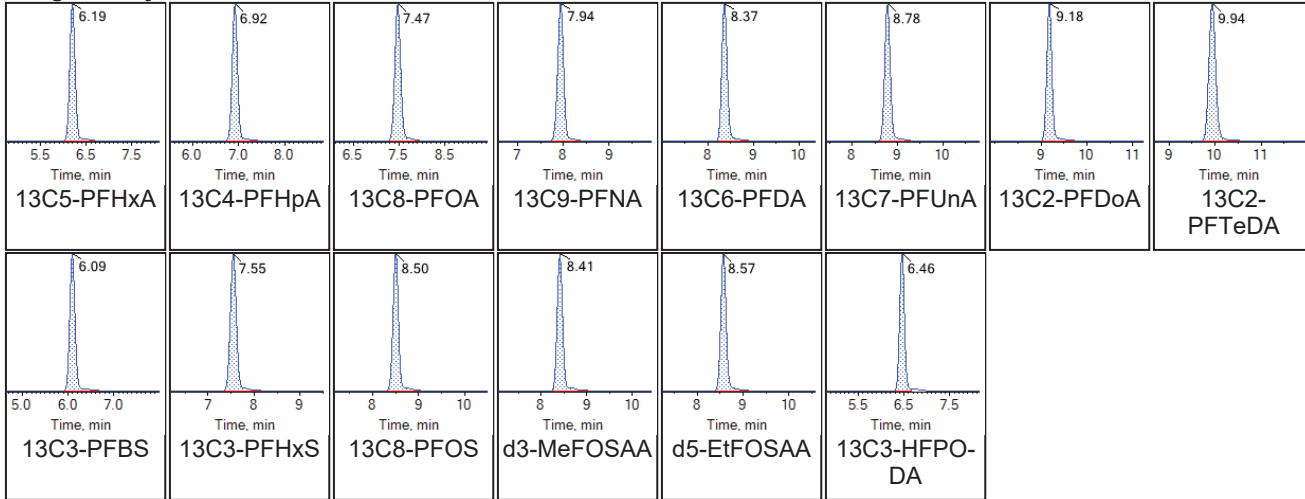 6.19 6.92 7.47 7.94 8.37 8.78 9.18 9.94
5.5 6.5 7.5 6.0 7.0 8.0 6.5 7.5 8.5 7 8 9 8 9 10 8 9 10 9 10 11 9 10 11
Time, min Time, min Time, min Time, min Time, min Time, min Time, min Time, min
13C5-PFHxA 13C4-PFHpA 13C8-PFOA 13C9-PFNA 13C6-PFDA 13C7-PFUnA 13C2-PFDoA 13C2-
PFTeDA
6.09 7.55 8.50 8.41 8.57 6.46
5.0 6.0 7.0 7 8 9 8 9 10 8 9 10 8 9 10 5.5 6.5 7.5
Time, min Time, min Time, min Time, min Time, min Time, min
13C3-PFBS 13C3-PFHxS 13C8-PFOS d3-MeFOSAA d5-EtFOSAA 13C3-HFPO-
DA